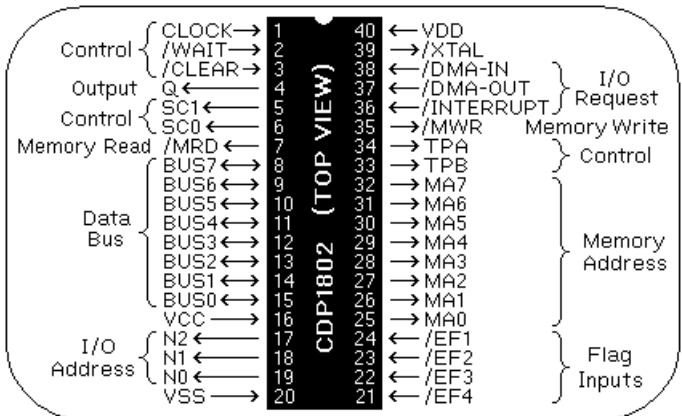 CLOCK→ 1 40 ←VDD
Control /WAIT→ 2 39 →/XTAL
/CLEAR→ 3 38 ←/DMA-IN
Output Q← 4 37 ←/DMA-OUT I/O
Control SC1← 5 36 ←/INTERRUPT Request
SC0← 6 35 →/MWR Memory Write
Memory Read /MRD← 7 34 →TPA Control
BUS7↔ 8 33 →TPB
BUS6↔ 9 32 →MA7
BUS5↔ 10 31 →MA6
Data BUS4↔ 11 30 →MA5
Bus BUS3↔ 12 29 →MA4 Memory
BUS2↔ 13 28 →MA3 Address
BUS1↔ 14 27 →MA2
BUS0↔ 15 26 →MA1
VCC→ 16 25 →MA0
I/O N2← 17 24 ←/EF1
Address N1← 18 23 ←/EF2 Flag
N0← 19 22 ←/EF3 Inputs
VSS→ 20 21 ←/EF4
CDP1802 (TOP VIEW)